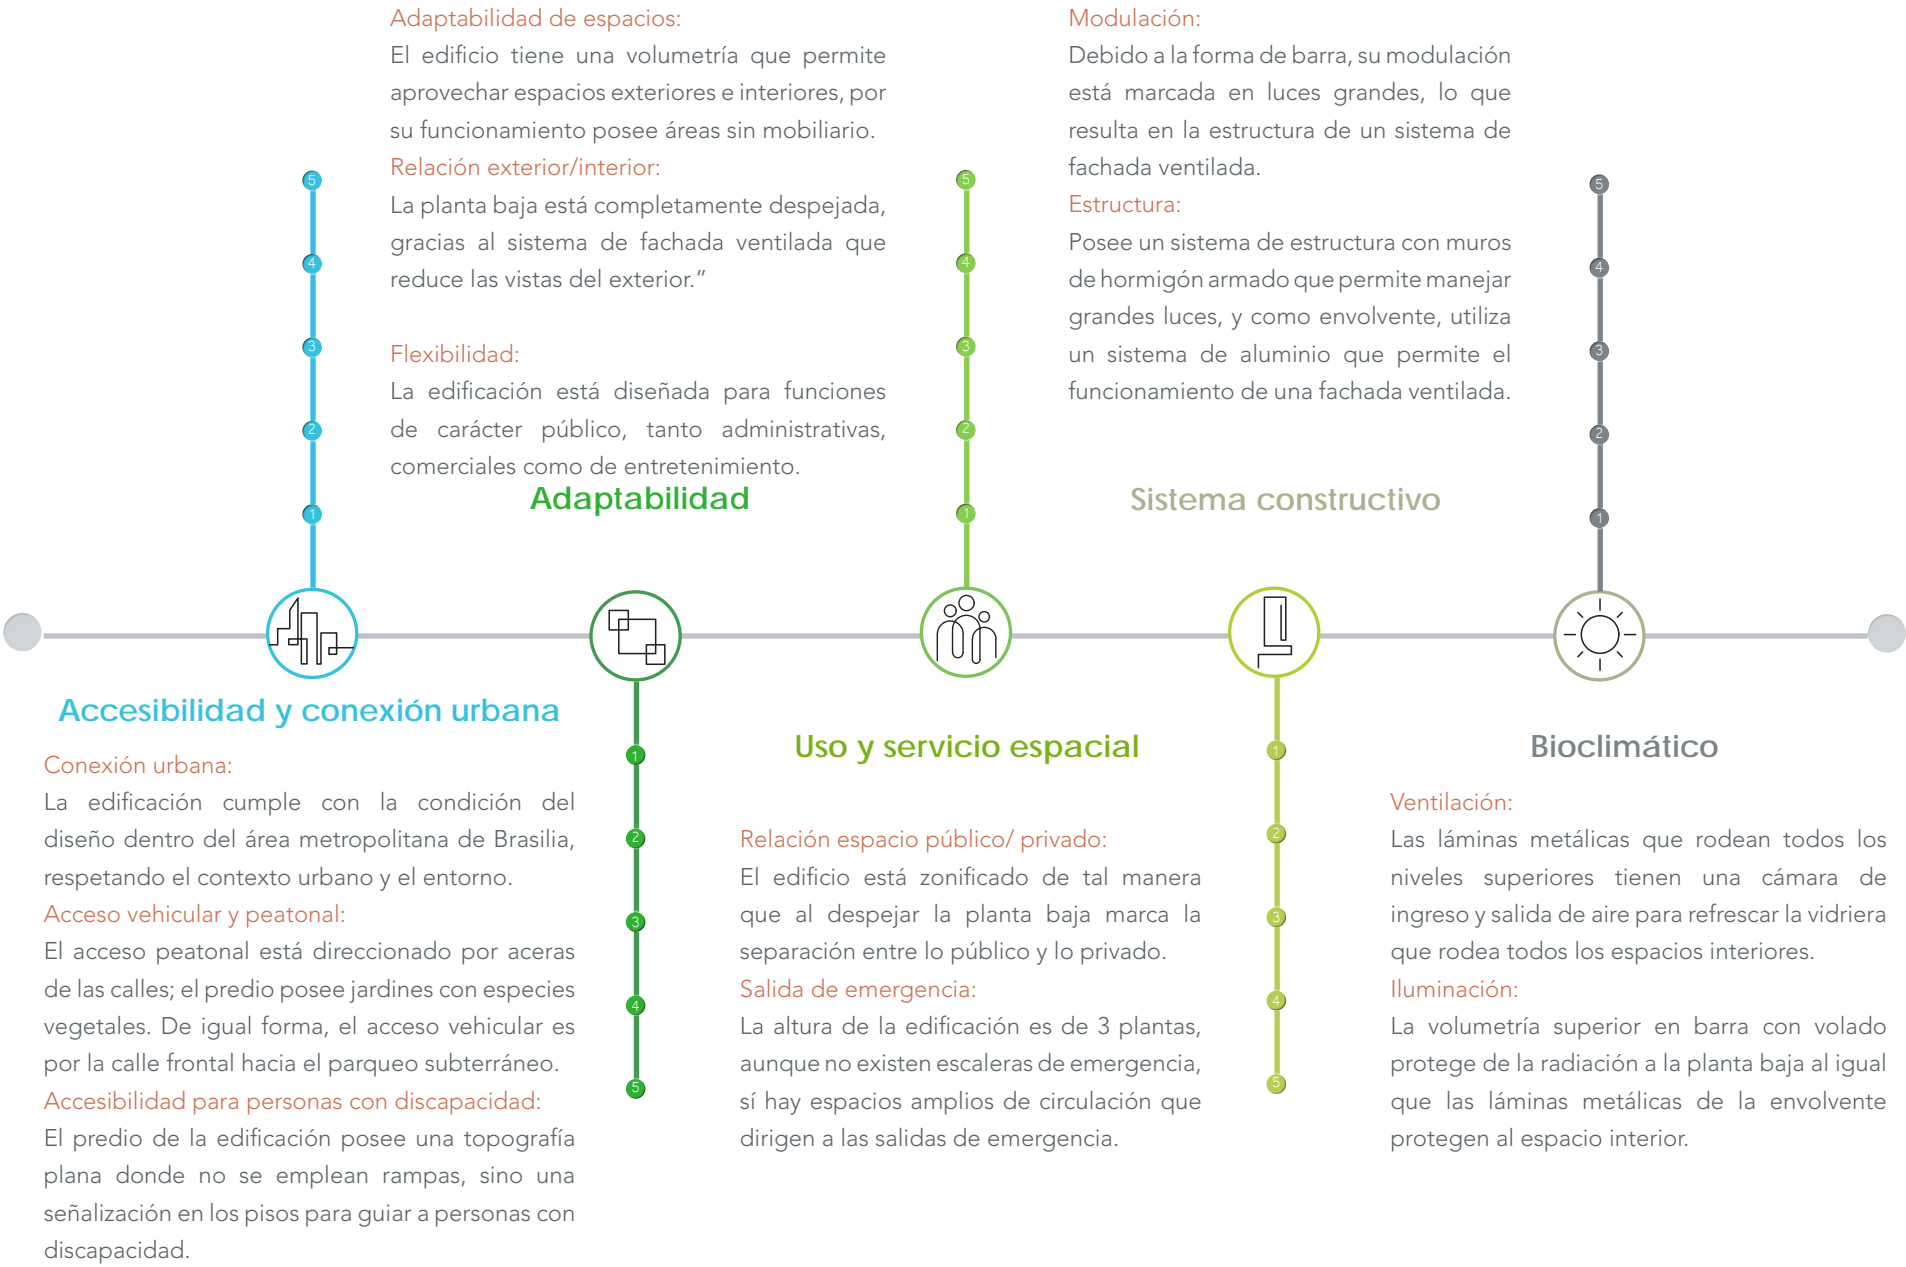 Adaptabilidad de espacios:
El edificio tiene una volumetría que permite
aprovechar espacios exteriores e interiores, por
su funcionamiento posee áreas sin mobiliario.
Relación exterior/interior:
La planta baja está completamente despejada,
gracias al sistema de fachada ventilada que
reduce las vistas del exterior.”
Flexibilidad:
La edificación está diseñada para funciones
de carácter público, tanto administrativas,
comerciales como de entretenimiento.
Adaptabilidad
Modulación:
Debido a la forma de barra, su modulación
está marcada en luces grandes, lo que
resulta en la estructura de un sistema de
fachada ventilada.
Estructura:
Posee un sistema de estructura con muros
de hormigón armado que permite manejar
grandes luces, y como envolvente, utiliza
un sistema de aluminio que permite el
funcionamiento de una fachada ventilada.
Sistema constructivo
5
4
3
2
1
5
4
3
2
1
5
4
3
2
1
Accesibilidad y conexión urbana
Conexión urbana:
La edificación cumple con la condición del
diseño dentro del área metropolitana de Brasilia,
respetando el contexto urbano y el entorno.
Acceso vehicular y peatonal:
El acceso peatonal está direccionado por aceras
de las calles; el predio posee jardines con especies
vegetales. De igual forma, el acceso vehicular es
por la calle frontal hacia el parqueo subterráneo.
Accesibilidad para personas con discapacidad:
El predio de la edificación posee una topografía
plana donde no se emplean rampas, sino una
señalización en los pisos para guiar a personas con
discapacidad.
1
2
3
4
5
Uso y servicio espacial
Relación espacio público/ privado:
El edificio está zonificado de tal manera
que al despejar la planta baja marca la
separación entre lo público y lo privado.
Salida de emergencia:
La altura de la edificación es de 3 plantas,
aunque no existen escaleras de emergencia,
sí hay espacios amplios de circulación que
dirigen a las salidas de emergencia.
1
2
3
4
5
Bioclimático
Ventilación:
Las láminas metálicas que rodean todos los
niveles superiores tienen una cámara de
ingreso y salida de aire para refrescar la vidriera
que rodea todos los espacios interiores.
Iluminación:
La volumetría superior en barra con volado
protege de la radiación a la planta baja al igual
que las láminas metálicas de la envolvente
protegen al espacio interior.